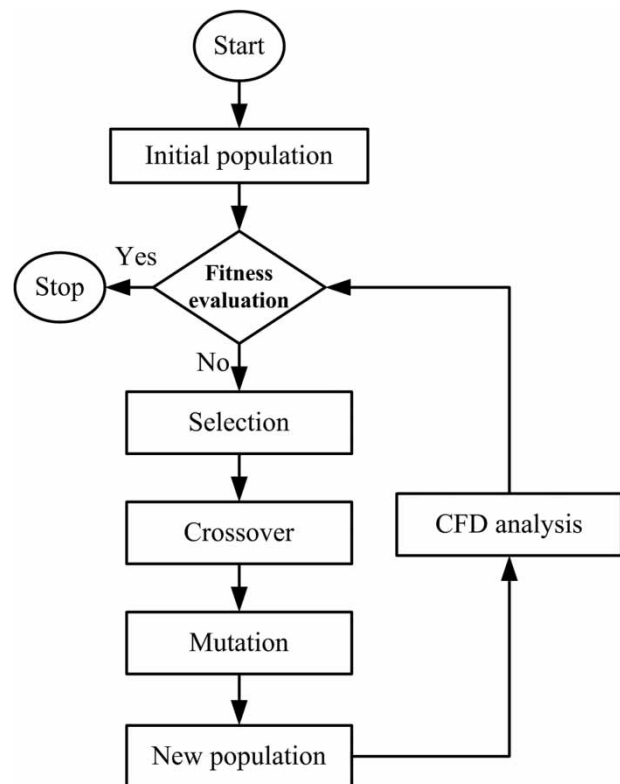 Start
Initial population
Yes
Fitness
evaluation
Stop
No
Selection
Crossover
CFD analysis
Mutation
New population